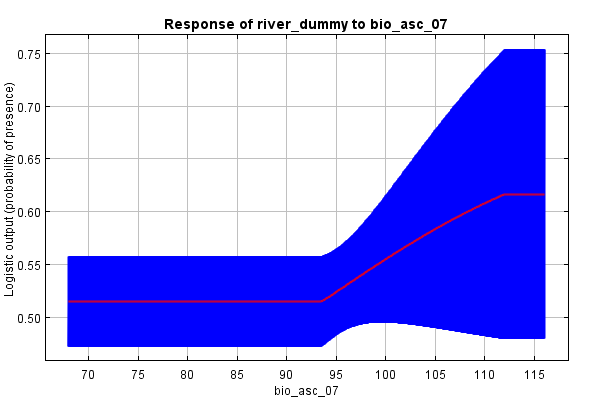 Response of river_dummy to bio_asc_07
Logistic output (probability of presence)
0.75
0.70
0.65
0.60
0.55
0.50
70 75 80 85 90 95 100 105 110 115
bio_asc_07